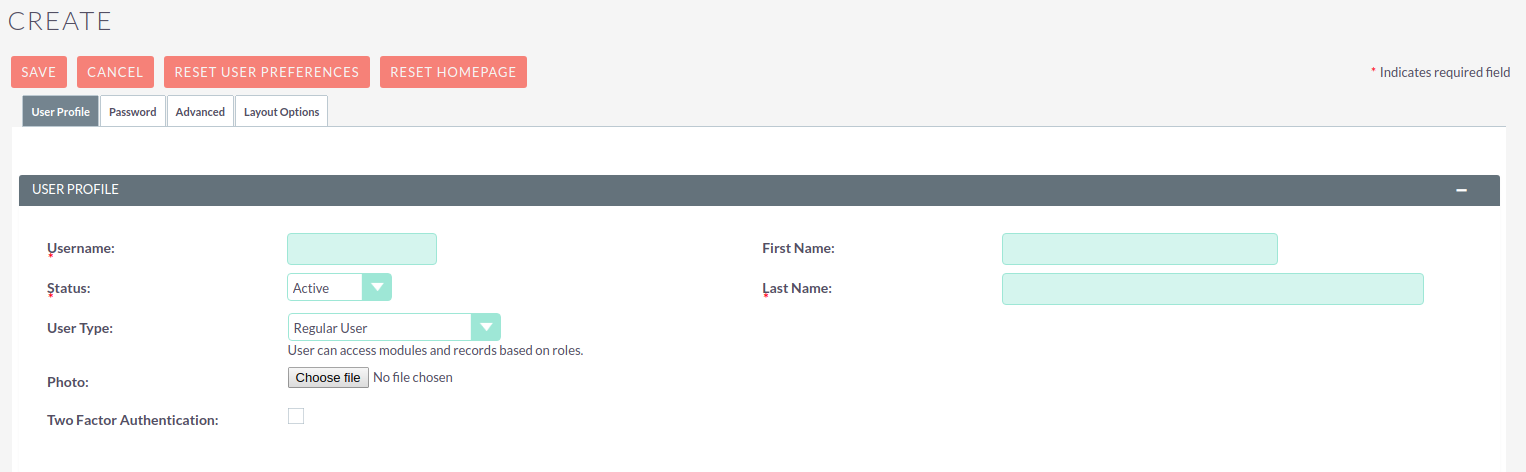 CREATE
SAVE CANCEL RESET USER PREFERENCES RESET HOMEPAGE * Indicates required field
User Profile Password Advanced Layout Options
USER PROFILE
Username: * First Name:
Status: * Active Last Name: *
User Type: Regular User
User can access modules and records based on roles.
Photo: Choose file No file chosen
Two Factor Authentication: